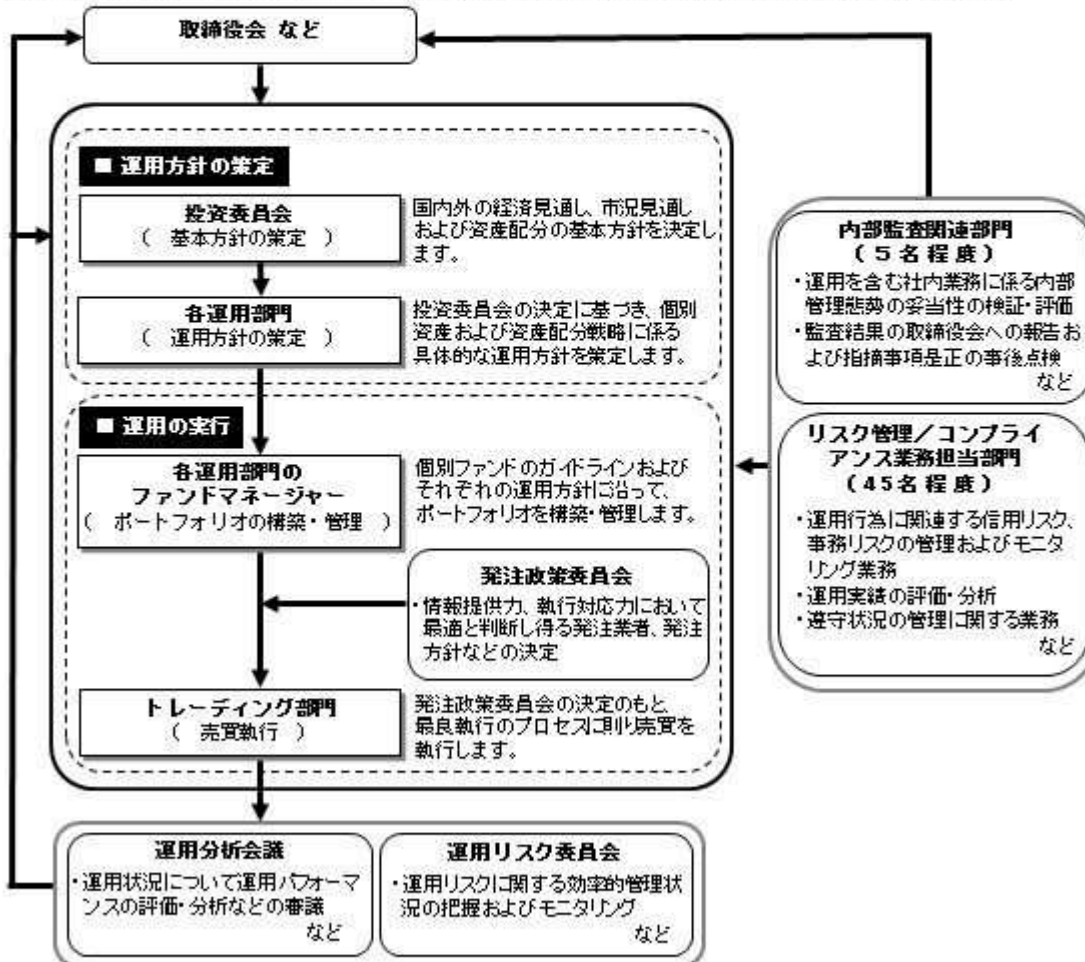 取締役会 など
■ 運用方針の策定
投資委員会
( 基本方針の策定 )
国内外の経済見通し、市況見通し
および資産配分の基本方針を決定し
ます。
各運用部門
( 運用方針の策定 )
投資委員会の決定に基づき、個別
資産および資産配分戦略に係る
具体的な運用方針を策定します。
■ 運用の実行
各運用部門の
ファンドマネージャー
( ポートフォリオの構築・管理 )
個別ファンドのガイドラインおよび
それぞれの運用方針に沿って、
ポートフォリオを構築・管理します。
発注政策委員会
・情報提供力、執行対応力において
最適と判断し得る発注業者、発注
方針などの決定
トレーディング部門
( 売買執行 )
発注政策委員会の決定のもと
最良執行のプロセスに則り売買を
執行します。
内部監査関連部門
(5名程度)
・運用を含む社内業務に係る内部
管理態勢の妥当性の検証・評価
・監査結果の取締役会への報告お
よび指摘事項是正の事後点検
など
リスク管理/コンプライ
アンス業務担当部門
(45名程度)
・運用行為に関連する信用リスク、
事務リスクの管理およびモニタ
リング業務
・運用実績の評価・分析
・遵守状況の管理に関する業務
など
運用分析会議
・運用状況について運用パフォーマ
ンスの評価・分析などの審議
など
運用リスク委員会
・運用リスクに関する効率的管理状
況の把握およびモニタリング
など